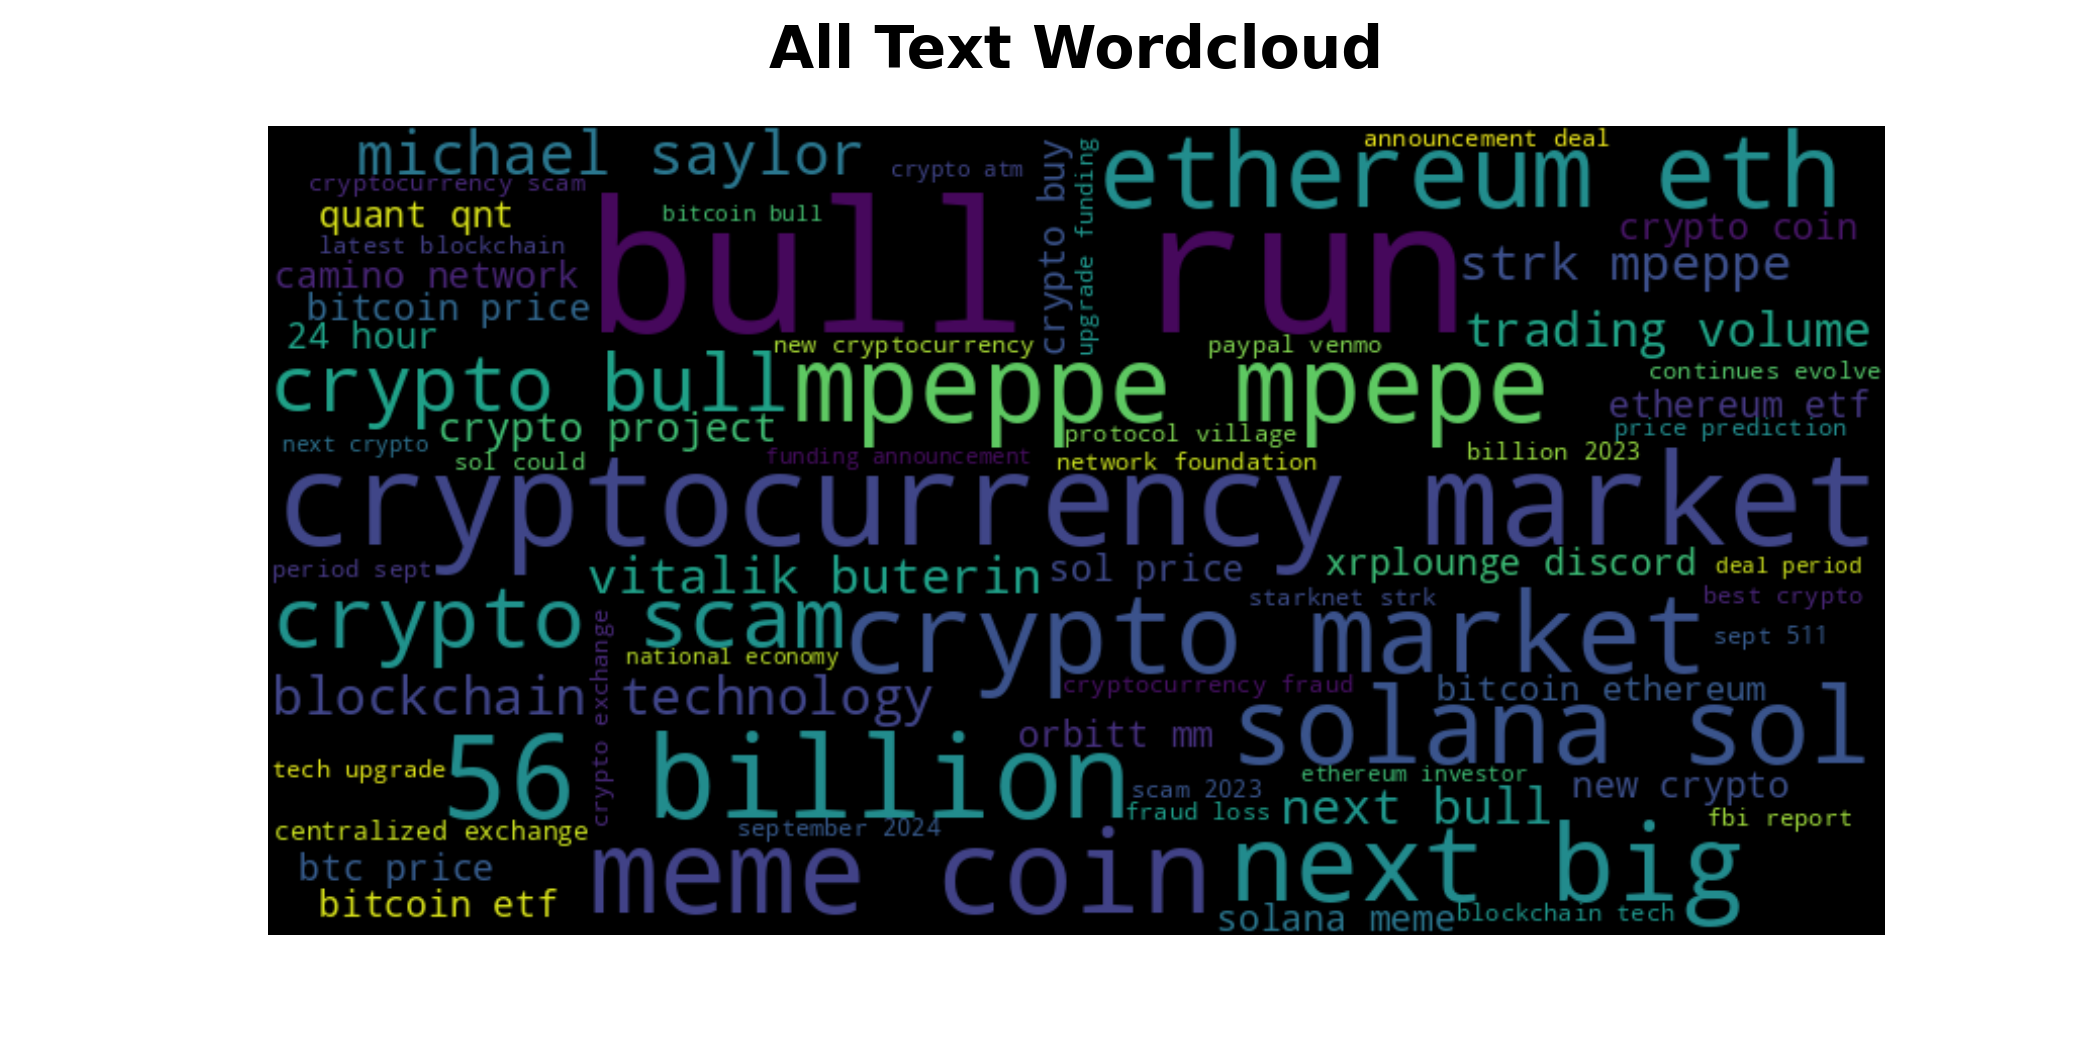 All Text Wordcloud
michael saylor
crypto atm
announcement deal
ethereum eth
cryptocurrency scam
quant qnt
bitcoin bull
crypto buy
upgrade funding
crypto coin
latest blockchain
bull run
strk mpeppe
camino network
bitcoin price
24 hour
trading volume
new cryptocurrency
paypal venmo
crypto bull
mpeppe mpepe
continues evolve
ethereum etf
crypto project
price prediction
next crypto
protocol village
sol could
funding announcement
network foundation
billion 2023
cryptocurrency market
period sept
vitalik buterin
sol price
xrplounge discord
deal period
starknet strk
best crypto
crypto scam
crypto market
sept 511
national economy
crypto exchange
blockchain technology
cryptocurrency fraud
bitcoin ethereum
orbitt mm
solana sol
tech upgrade
56 billion
ethereum investor
scam 2023
new crypto
fraud loss
next bull
fbi report
centralized exchange
september 2024
btc price
meme coin
next big
bitcoin etf
solana meme
blockchain tech